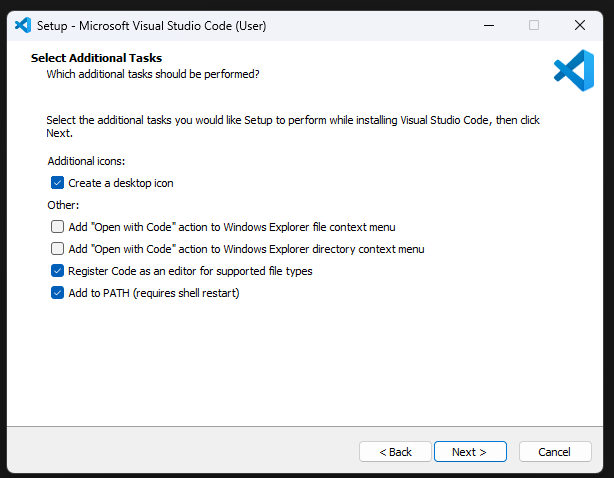 Setup - Microsoft Visual Studio Code (User)
Select Additional Tasks
Which additional tasks should be performed?
Select the additional tasks you would like Setup to perform while installing Visual Studio Code, then click
Next.
Additional icons:
Create a desktop icon
Other:
Add "Open with Code" action to Windows Explorer file context menu
Add "Open with Code" action to Windows Explorer directory context menu
Register Code as an editor for supported file types
Add to PATH (requires shell restart)
< Back Next > Cancel